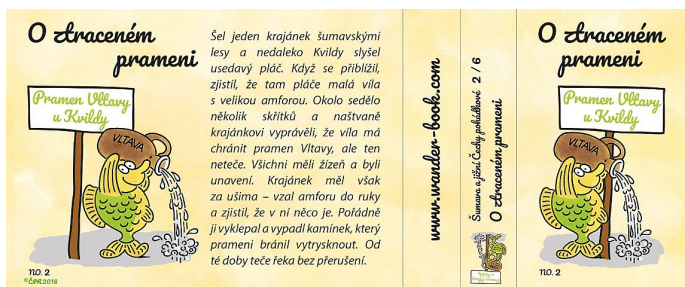 O ztraceném
prameni
Pramen Vltavy
u Kvildy
VLTAVA
NO. 2
©ČPR2018
Šel jeden krajánek šumavskými
lesy a nedaleko Kvildy slyšel
usedavý pláč. Když se přiblížil,
zjistil, že tam pláče malá víla
s velikou amforou. Okolo sedělo
několik skřítků a naštvaně
krajánkovi vyprávěli, že víla má
chránit pramen Vltavy, ale ten
neteče. Všichni měli žízeň a byli
unavení. Krajánek měl však
za ušima – vzal amforu do ruky
a zjistil, že v ní něco je. Pořádně
ji vyklepal a vypadl kamínek, který
prameni bránil vytrysknout. Od
té doby teče řeka bez přerušení.
www.wander-book.com
Šumava a jižní Čechy pohádkové 2 / 6
O ztraceném prameni
O ztraceném
prameni
Pramen Vltavy
u Kvildy
VLTAVA
NO. 2